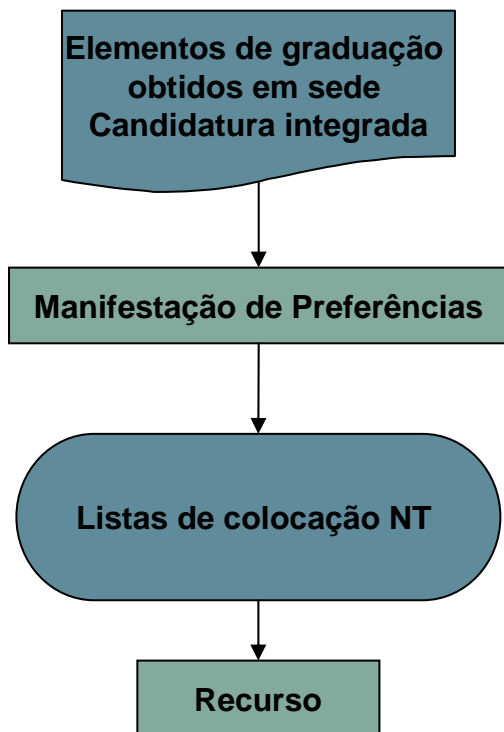 Elementos de graduação
obtidos em sede
Candidatura integrada
Manifestação de Preferências
Listas de colocação NT
Recurso